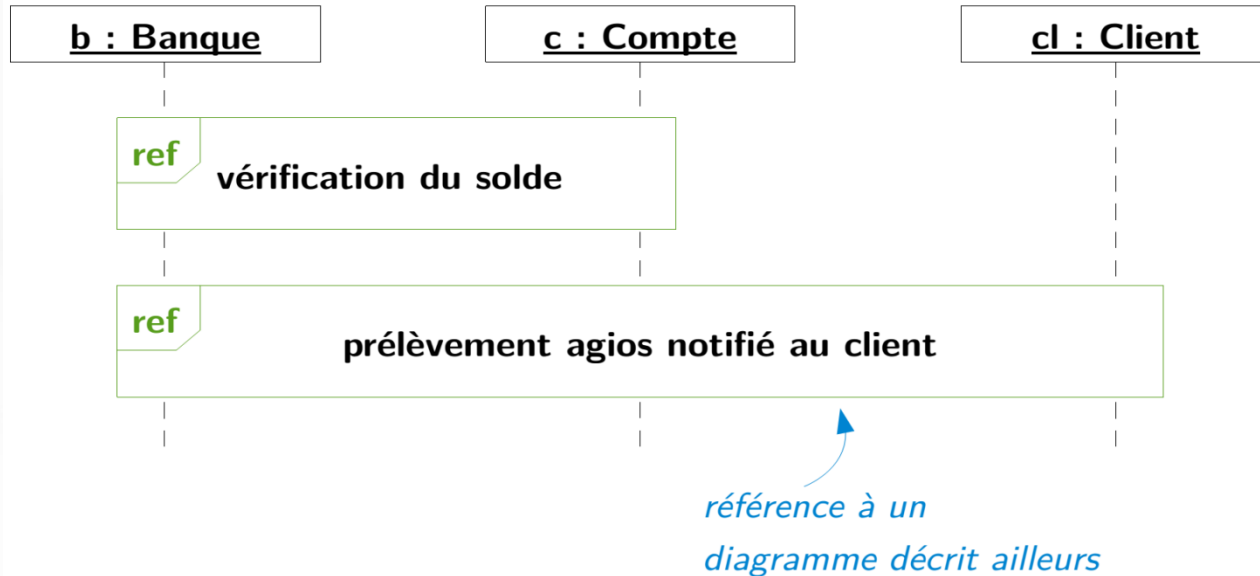 b : Banque
c : Compte
cl : Client
ref
vérification du solde
ref
prélèvement agios notifié au client
référence à un
diagramme décrit ailleurs